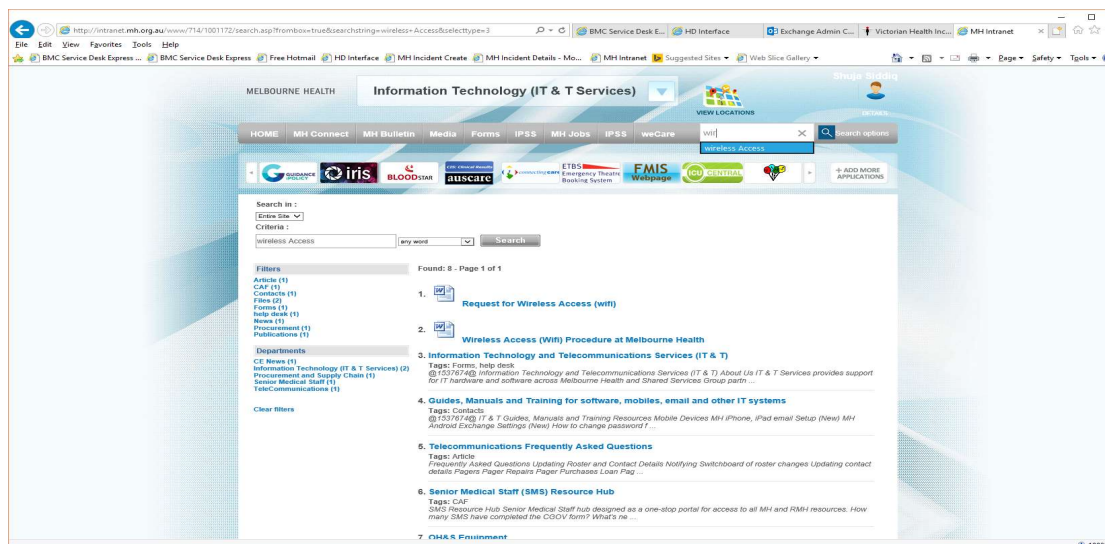 http://intranet.mh.org.au/www/714/1001172/search.asp?frombox=true&searchstring=wireless+Access&selecttype=3
BMC Service Desk E...
HD Interface
Exchange Admin C...
Victorian Health Inc...
MH Intranet
File Edit View Favorites Tools Help
BMC Service Desk Express ...
BMC Service Desk Express
Free Hotmail
HD Interface
MH Incident Create
MH Incident Details - Mo...
MH Intranet
Suggested Sites
Web Slice Gallery
Page Safety Tools
Shuja Siddiq
MELBOURNE HEALTH
Information Technology (IT & T Services)
VIEW LOCATIONS
DETAILS
HOME MH Connect MH Bulletin Media Forms IPSS MH Jobs IPSS weCare
wir
Search options
wireless Access
GUIDANCE
POLICY
iris
BLOODSTAR
CSL Clinical Results
auscare
connectingcare
ETBS
Emergency Theatre
Booking System
FMIS
Webpage
ICU CENTRAL
+ ADD MORE
APPLICATIONS
Search in :
Entire Site
Criteria :
wireless Access
any word
Search
Filters
Article (1)
CAF (1)
Contacts (1)
Files (2)
Forms (1)
help desk (1)
News (1)
Procurement (1)
Publications (1)
Departments
CE News (1)
Information Technology (IT & T Services) (2)
Procurement and Supply Chain (1)
Senior Medical Staff (1)
TeleCommunications (1)
Clear filters
Found: 8 - Page 1 of 1
1. Request for Wireless Access (wifi)
2. Wireless Access (Wifi) Procedure at Melbourne Health
3. Information Technology and Telecommunications Services (IT & T)
Tags: Forms, help desk
@1537674@ Information Technology and Telecommunications Services (IT & T) About Us IT & T Services provides support
for IT hardware and software across Melbourne Health and Shared Services Group partn ...
4. Guides, Manuals and Training for software, mobiles, email and other IT systems
Tags: Contacts
@1537674@ IT & T Guides, Manuals and Training Resources Mobile Devices MH iPhone, iPad email Setup (New) MH
Android Exchange Settings (New) How to change password f ...
5. Telecommunications Frequently Asked Questions
Tags: Article
Frequently Asked Questions Updating Roster and Contact Details Notifying Switchboard of roster changes Updating contact
details Pagers Pager Repairs Pager Purchases Loan Pag ...
6. Senior Medical Staff (SMS) Resource Hub
Tags: CAF
SMS Resource Hub Senior Medical Staff hub designed as a one-stop portal for access to all MH and RMH resources. How
many SMS have completed the CGOV form? What's ne ...
7. OH&S Equipment